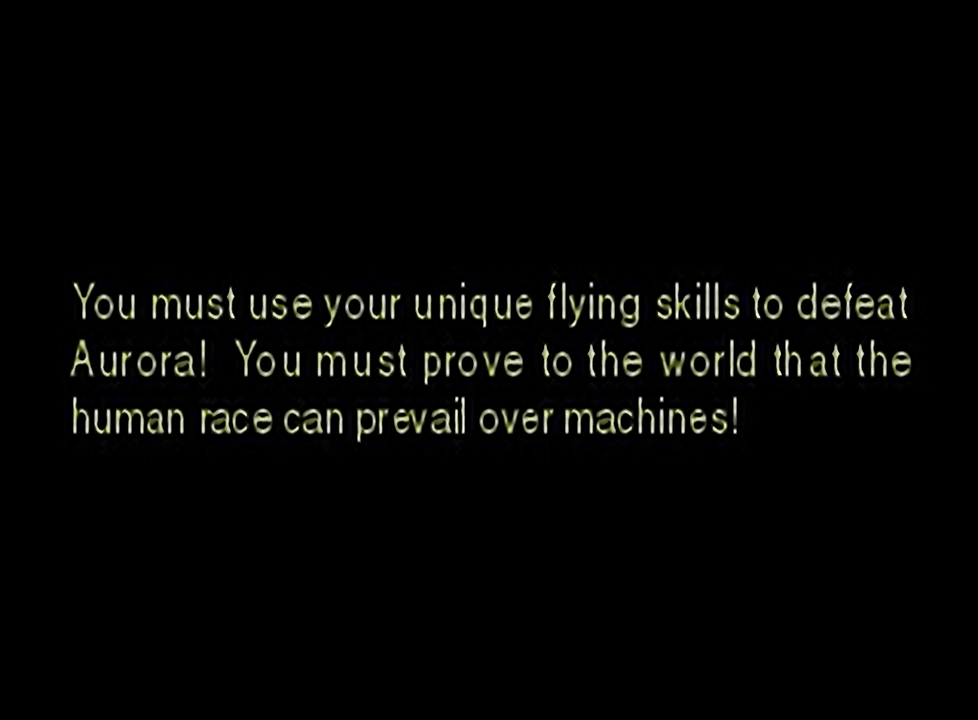 You must use your unique flying skills to defeat
Aurora!  You must prove to the world that the
human race can prevail over machines!